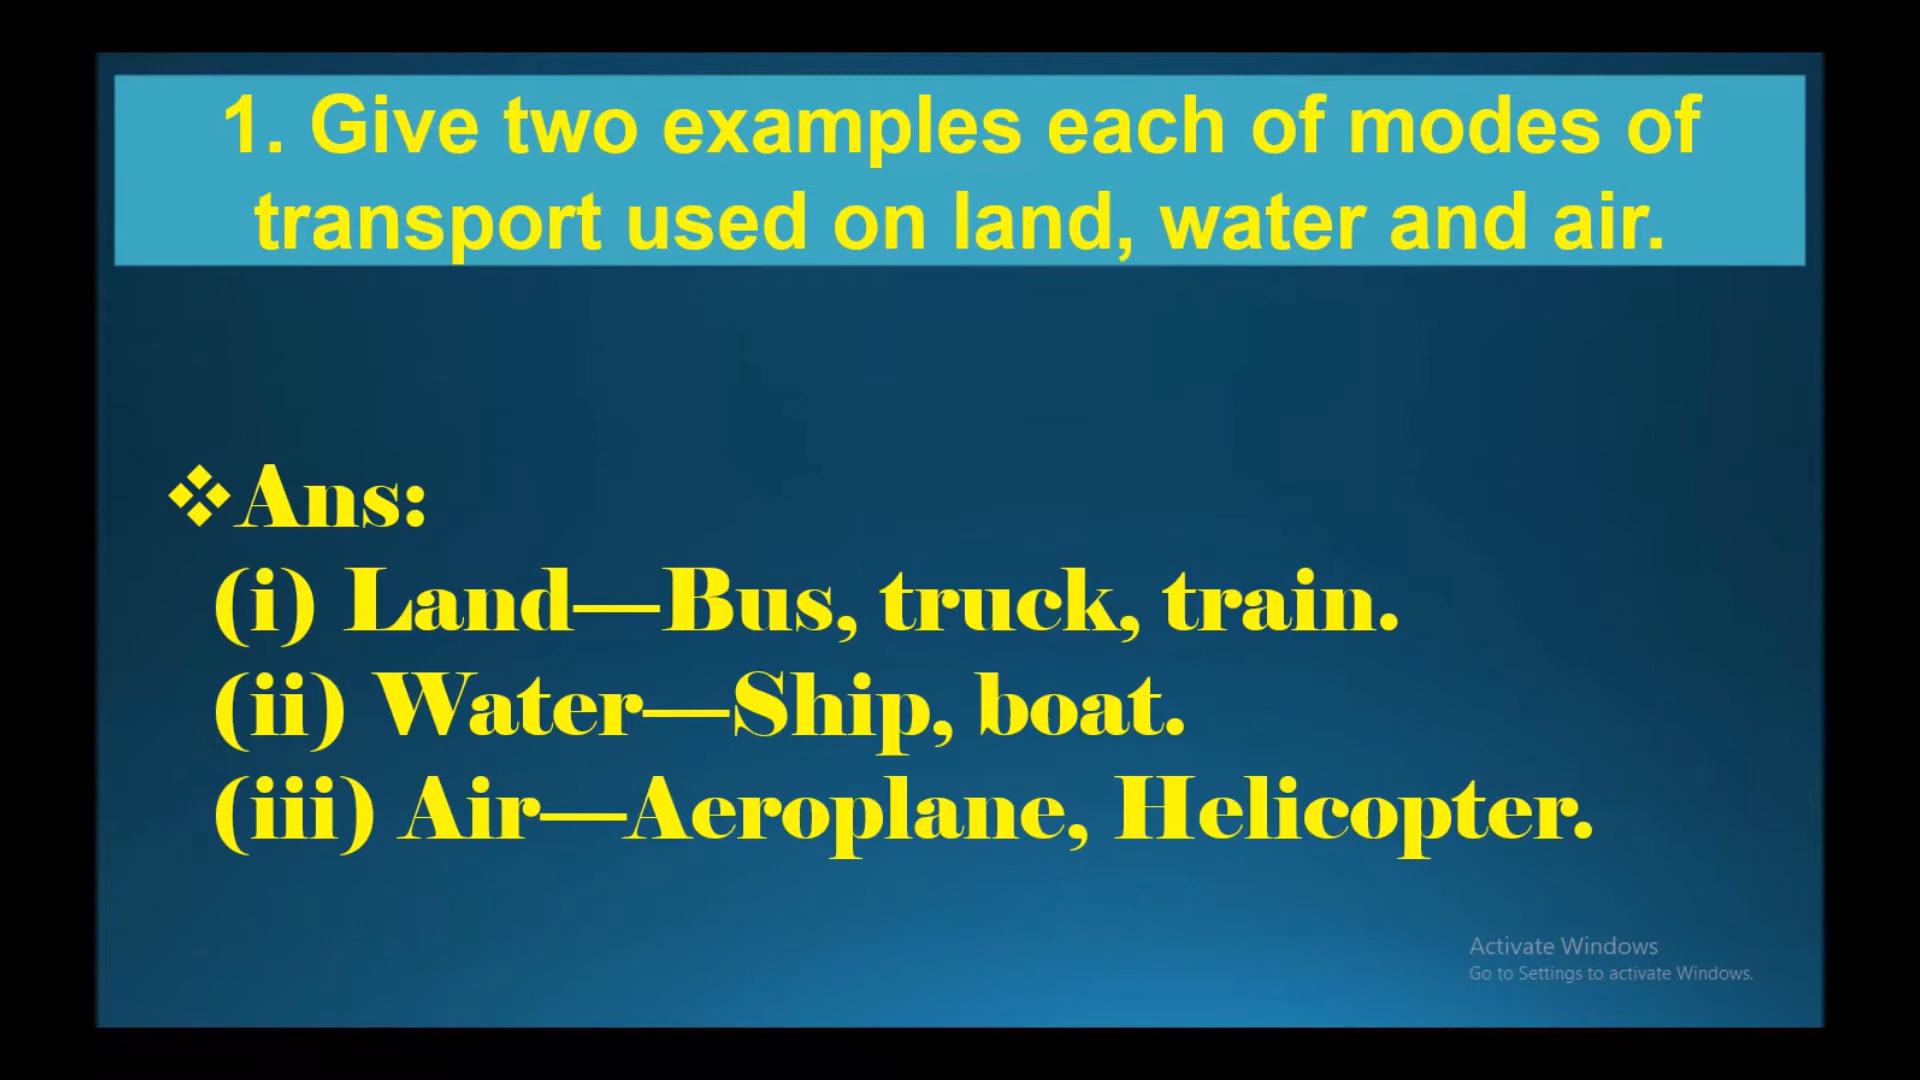 1. Give two examples each of modes of
transport used on land, water and air.
❖Ans:
(i) Land—Bus, truck, train.
(ii) Water—Ship, boat.
(iii) Air—Aeroplane, Helicopter.
Activate Windows
Go to Settings to activate Windows.